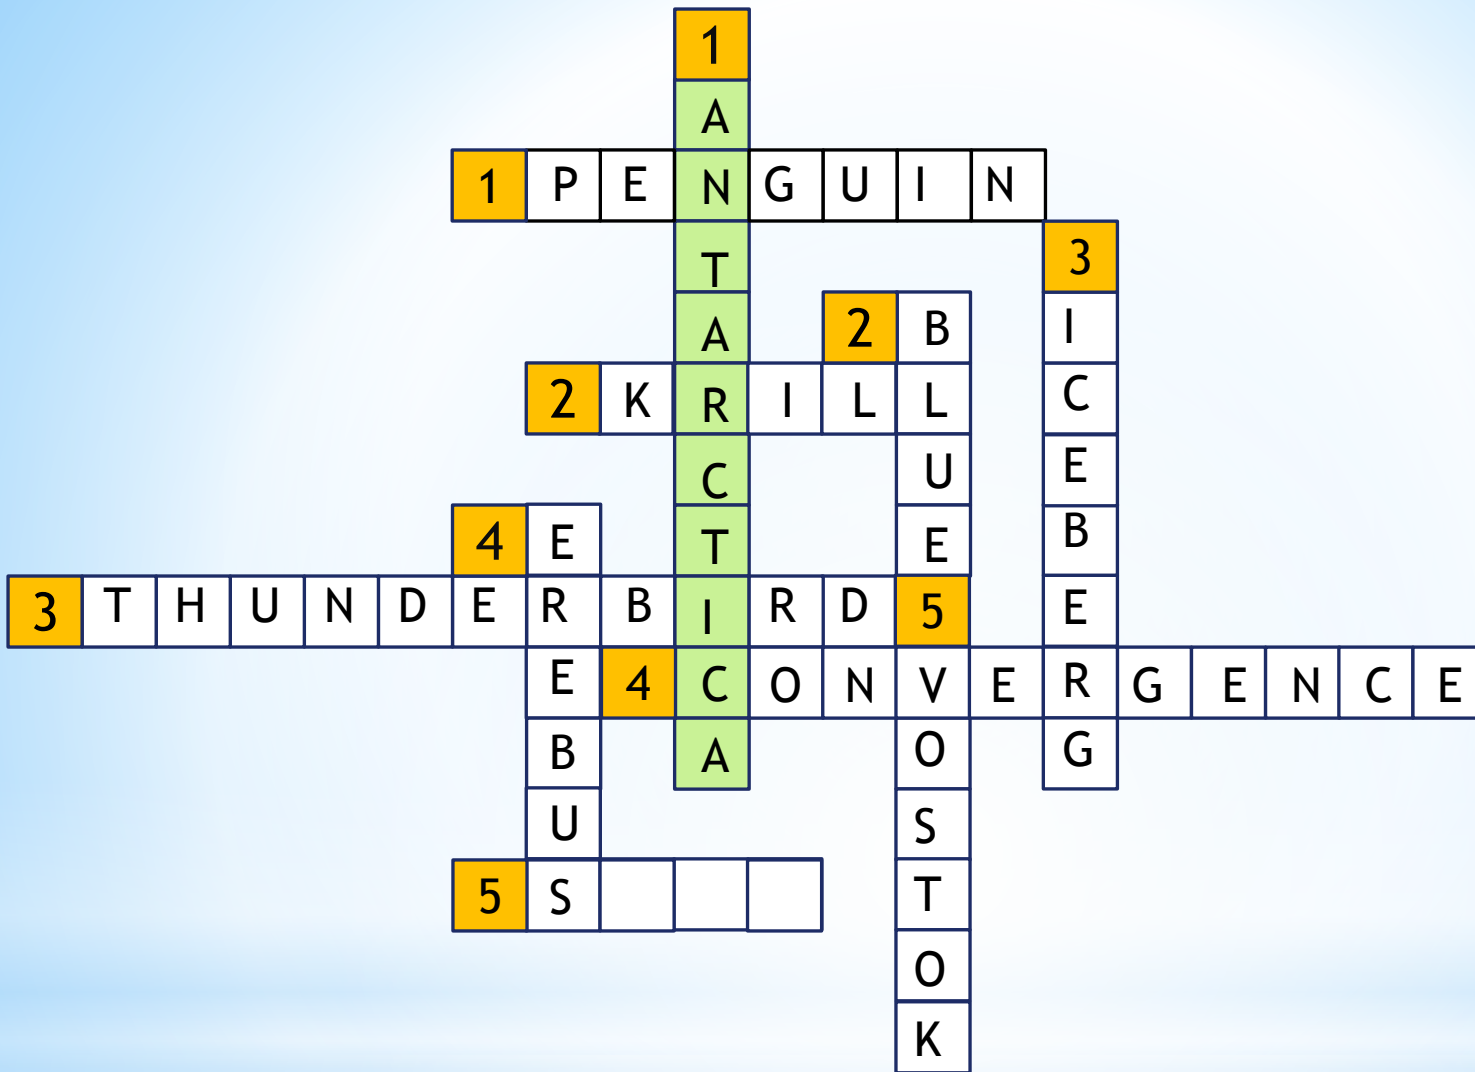 1
A
1 P E N G U I N
T 3
A 2 B I
2 K R I L L C
C U E
4 E T E B
3 T H U N D E R B I R D 5 E
E 4 C O N V E R G E N C E
B A O G
U S
5 S T
O
K